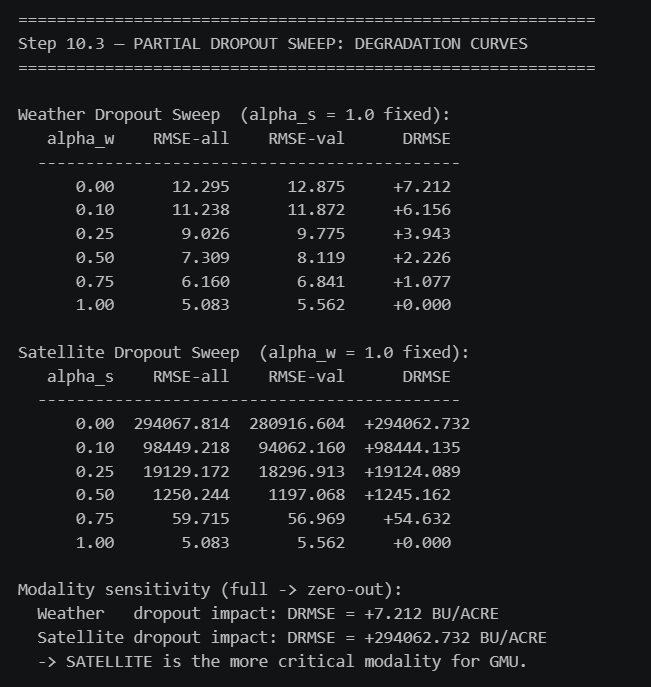 ============================================================
Step 10.3 — PARTIAL DROPOUT SWEEP: DEGRADATION CURVES
============================================================
Weather Dropout Sweep  (alpha_s = 1.0 fixed):
   alpha_w    RMSE-all    RMSE-val      DRMSE
  --------------------------------------------
      0.00      12.295      12.875     +7.212
      0.10      11.238      11.872     +6.156
      0.25       9.026       9.775     +3.943
      0.50       7.309       8.119     +2.226
      0.75       6.160       6.841     +1.077
      1.00       5.083       5.562     +0.000
Satellite Dropout Sweep  (alpha_w = 1.0 fixed):
   alpha_s    RMSE-all    RMSE-val      DRMSE
  --------------------------------------------
      0.00  294067.814  280916.604  +294062.732
      0.10   98449.218   94062.160  +98444.135
      0.25   19129.172   18296.913  +19124.089
      0.50    1250.244    1197.068  +1245.162
      0.75      59.715      56.969    +54.632
      1.00       5.083       5.562     +0.000
Modality sensitivity (full -> zero-out):
  Weather   dropout impact: DRMSE = +7.212 BU/ACRE
  Satellite dropout impact: DRMSE = +294062.732 BU/ACRE
  -> SATELLITE is the more critical modality for GMU.